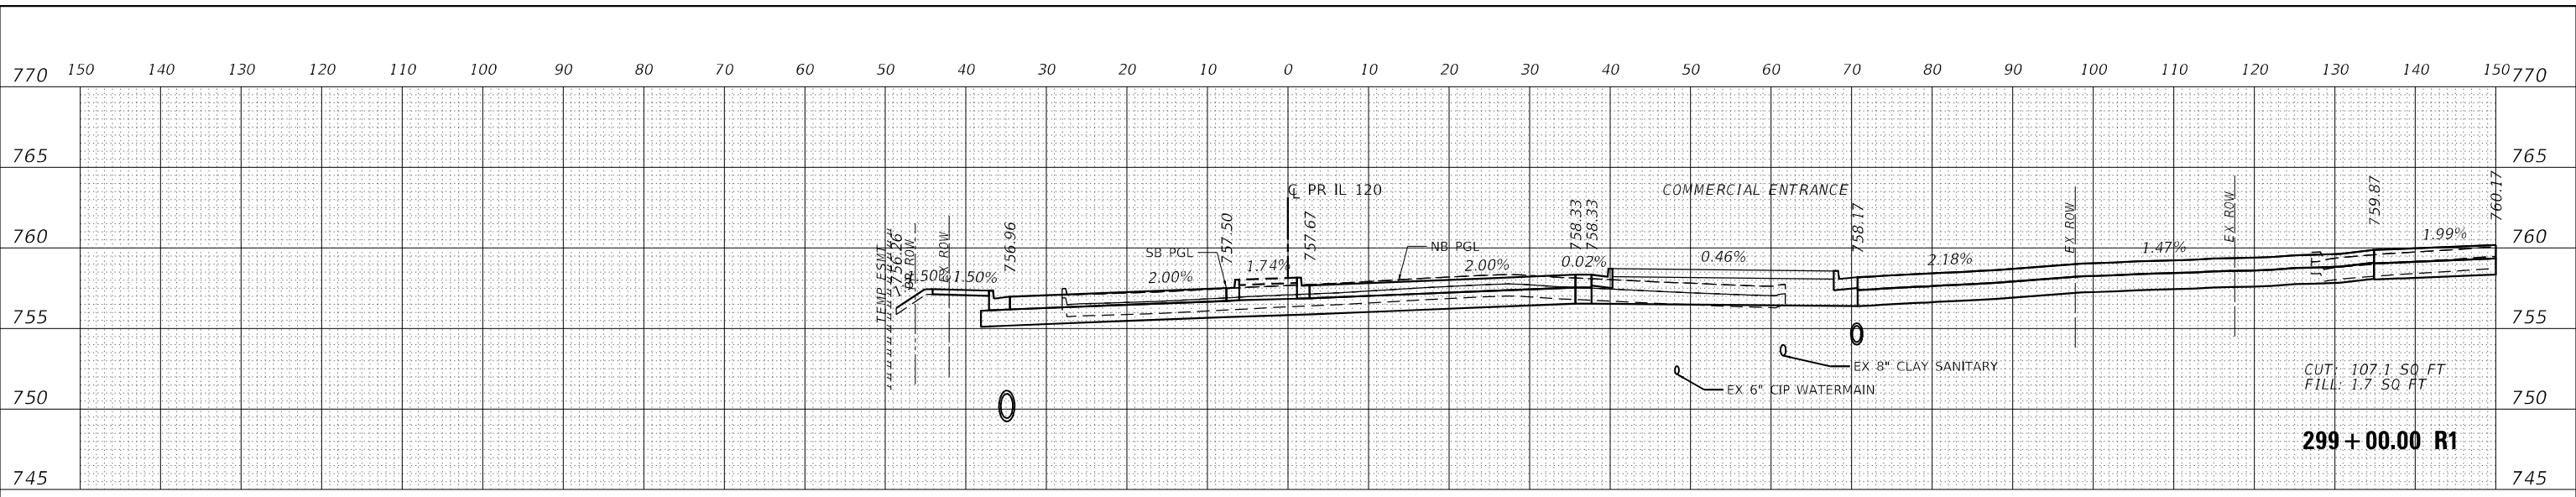 770 150 140 130 120 110 100 90 80 70 60 50 40 30 20 10 0 10 20 30 40 50 60 70 80 90 100 110 120 130 140 150 770
765 765
℄ PR IL 120
COMMERCIAL ENTRANCE
760 760
TEMP ESMT
756.26
PR ROW
EX ROW
756.96
SB PGL
757.50
757.67
NB PGL
758.33
758.33
758.17
EX ROW
EX ROW
759.87
760.17
1.50% 1.50% 2.00% 1.74% 2.00% 0.02% 0.46% 2.18% 1.47% 1.99%
755 755
EX 8" CLAY SANITARY
EX 6" CIP WATERMAIN
CUT: 107.1 SQ FT
FILL: 1.7 SQ FT
750 750
299+00.00 R1
745 745